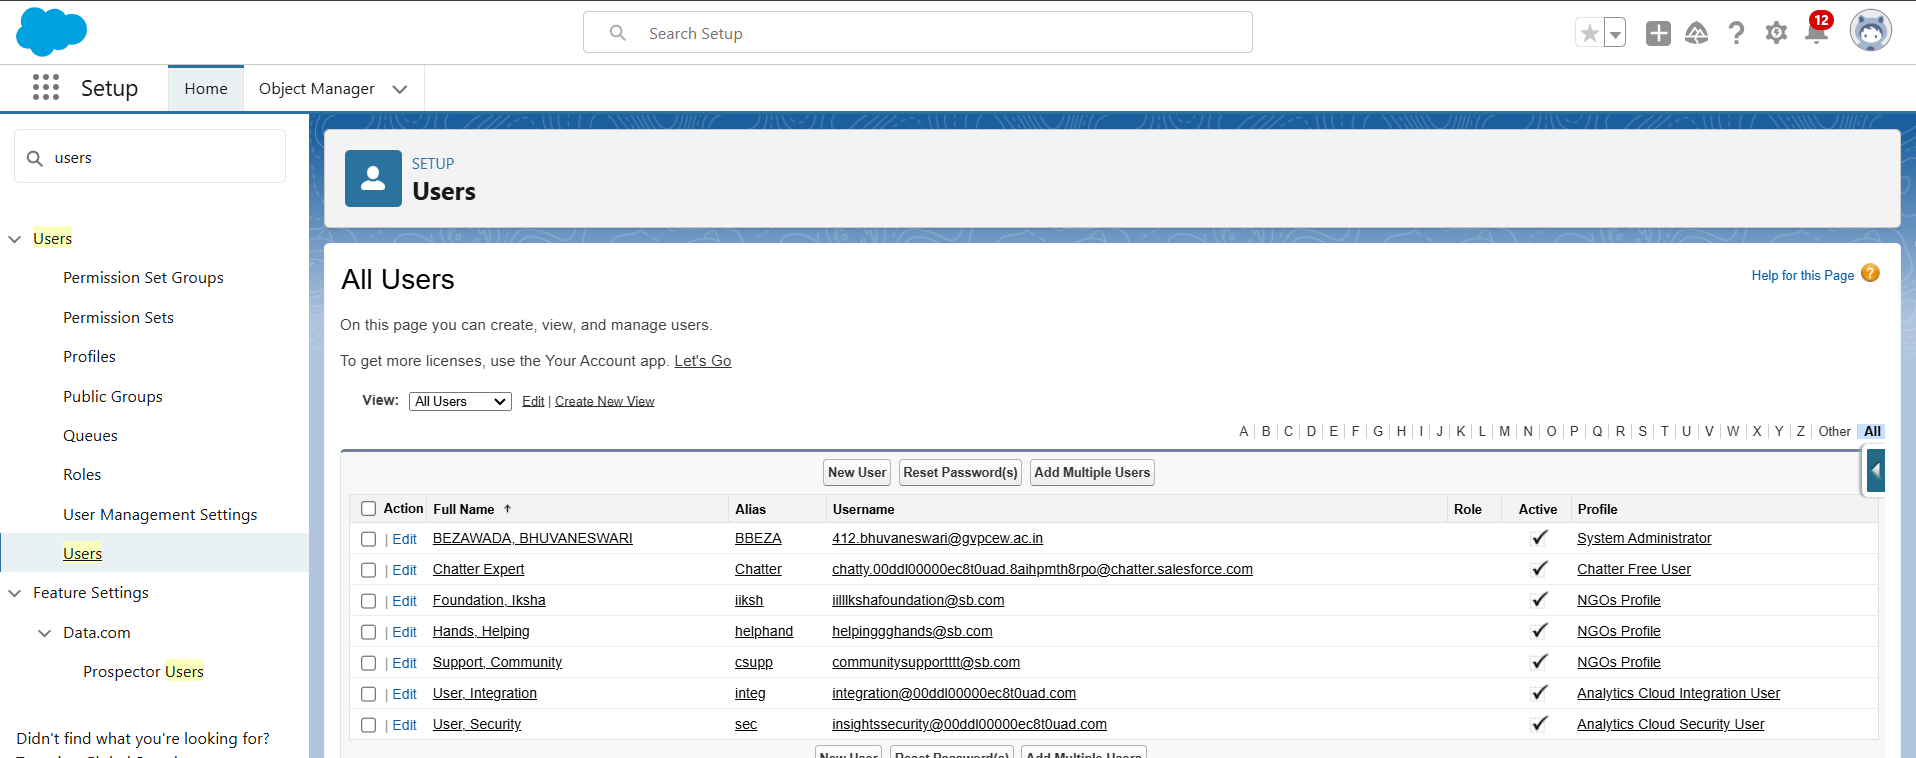 Search Setup
12
Setup
Home
Object Manager
users
Users
Permission Set Groups
Permission Sets
Profiles
Public Groups
Queues
Roles
User Management Settings
Users
Feature Settings
Data.com
Prospector Users
Didn't find what you're looking for?
SETUP
Users
All Users
Help for this Page ?
On this page you can create, view, and manage users.
To get more licenses, use the Your Account app. Let's Go
View: All Users Edit | Create New View
A | B | C | D | E | F | G | H | I | J | K | L | M | N | O | P | Q | R | S | T | U | V | W | X | Y | Z | Other | All
New User Reset Password(s) Add Multiple Users
Action Full Name ↑ Alias Username Role Active Profile
| Edit BEZAWADA, BHUVANESWARI BBEZA 412.bhuvaneswari@gvpcew.ac.in ✓ System Administrator
| Edit Chatter Expert Chatter chatty.00ddl00000ec8t0uad.8aihpmth8rpo@chatter.salesforce.com ✓ Chatter Free User
| Edit Foundation, Iksha iiksh iilllkshafoundation@sb.com ✓ NGOs Profile
| Edit Hands, Helping helphand helpinggghands@sb.com ✓ NGOs Profile
| Edit Support, Community csupp communitysupportttt@sb.com ✓ NGOs Profile
| Edit User, Integration integ integration@00ddl00000ec8t0uad.com ✓ Analytics Cloud Integration User
| Edit User, Security sec insightssecurity@00ddl00000ec8t0uad.com ✓ Analytics Cloud Security User
New User Reset Password(s) Add Multiple Users